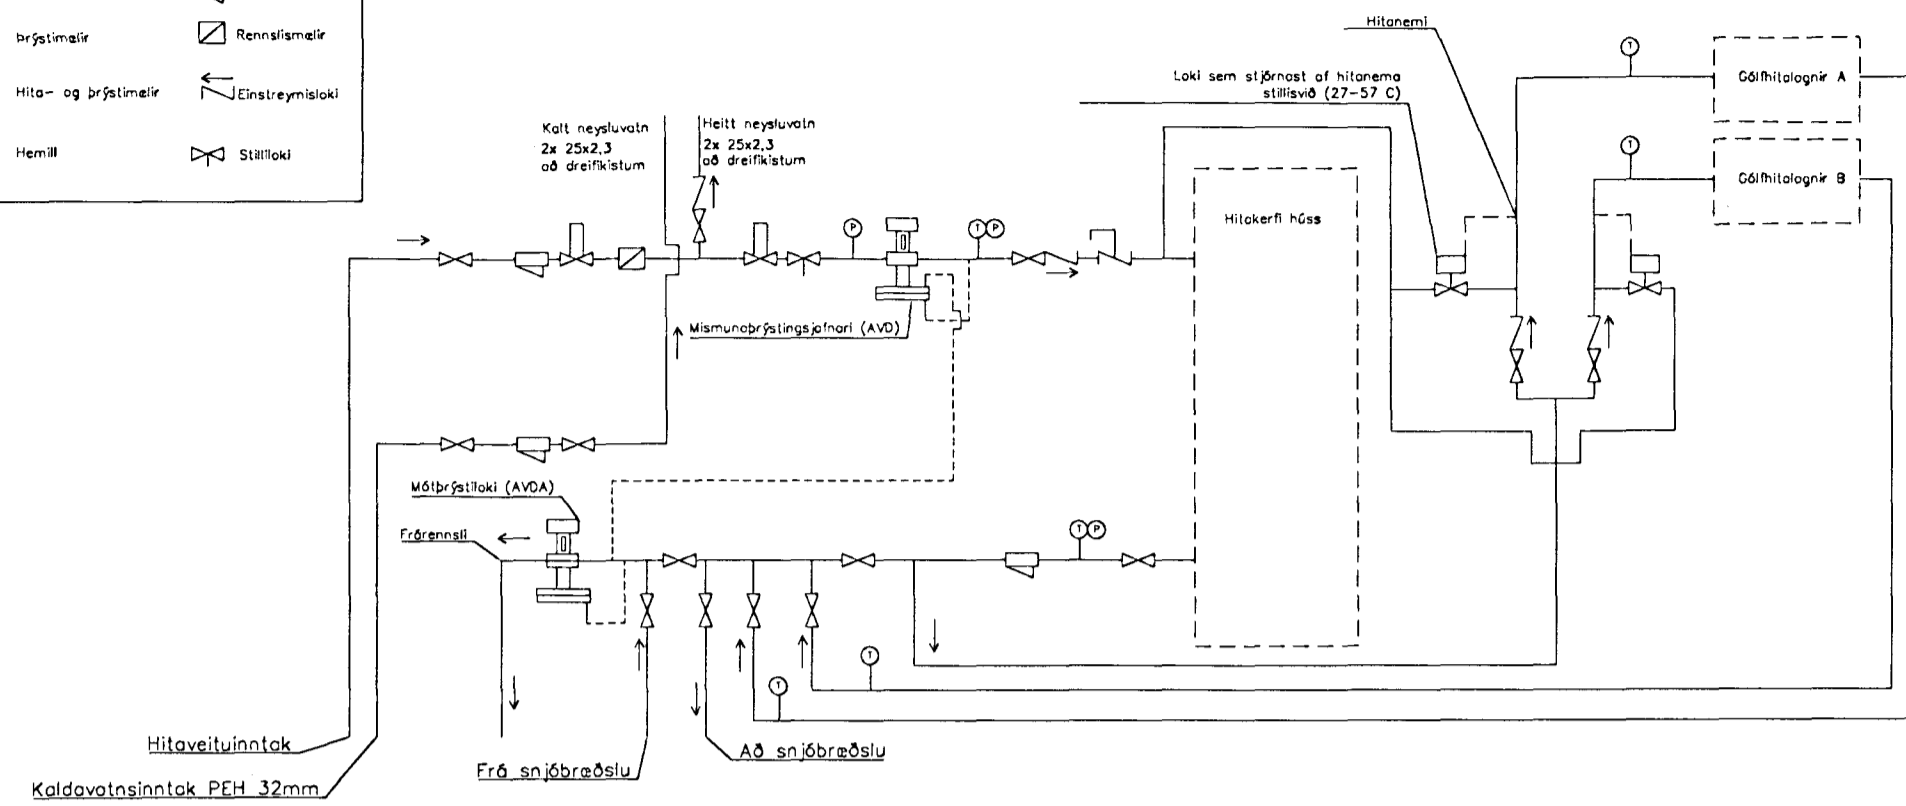 Þrýstimælir
Rennslismælir
Hita- og þrýstimælir
Einstreymisloki
Hemill
Stilliloki
Kalt neysluvatn
2x 25x2,3
að dreifikistum
Heitt neysluvatn
2x 25x2,3
að dreifikistum
Hitanemi
Loki sem stjórnast af hitanema
stillisvið (27-57 C)
T
Gólfhitalagnir A
T
Gólfhitalagnir B
Hitakerfi húss
P
T P
Mismunaþrýstingsjafnari (AVD)
Mótþrýstiloki (AVDA)
Frárennsli
T P
T
T
Hitaveituinntak
Að snjóbræðslu
Frá snjóbræðslu
Kaldavatnsinntak PEH 32mm